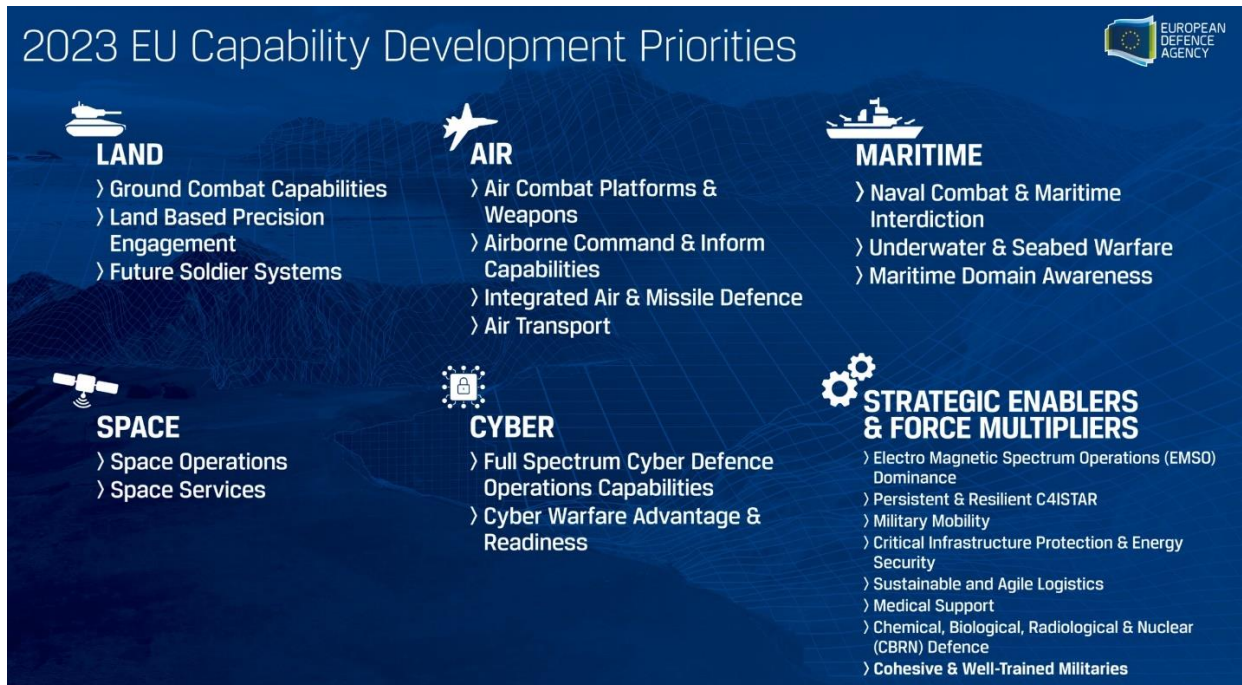 2023 EU Capability Development Priorities
EUROPEAN
DEFENCE
AGENCY
LAND
〉Ground Combat Capabilities
〉Land Based Precision
Engagement
〉Future Soldier Systems
AIR
〉Air Combat Platforms &
Weapons
〉Airborne Command & Inform
Capabilities
〉Integrated Air & Missile Defence
〉Air Transport
MARITIME
〉Naval Combat & Maritime
Interdiction
〉Underwater & Seabed Warfare
〉Maritime Domain Awareness
SPACE
〉Space Operations
〉Space Services
CYBER
〉Full Spectrum Cyber Defence
Operations Capabilities
〉Cyber Warfare Advantage &
Readiness
STRATEGIC ENABLERS
& FORCE MULTIPLIERS
〉Electro Magnetic Spectrum Operations (EMSO)
Dominance
〉Persistent & Resilient C4ISTAR
〉Military Mobility
〉Critical Infrastructure Protection & Energy
Security
〉Sustainable and Agile Logistics
〉Medical Support
〉Chemical, Biological, Radiological & Nuclear
(CBRN) Defence
〉Cohesive & Well-Trained Militaries